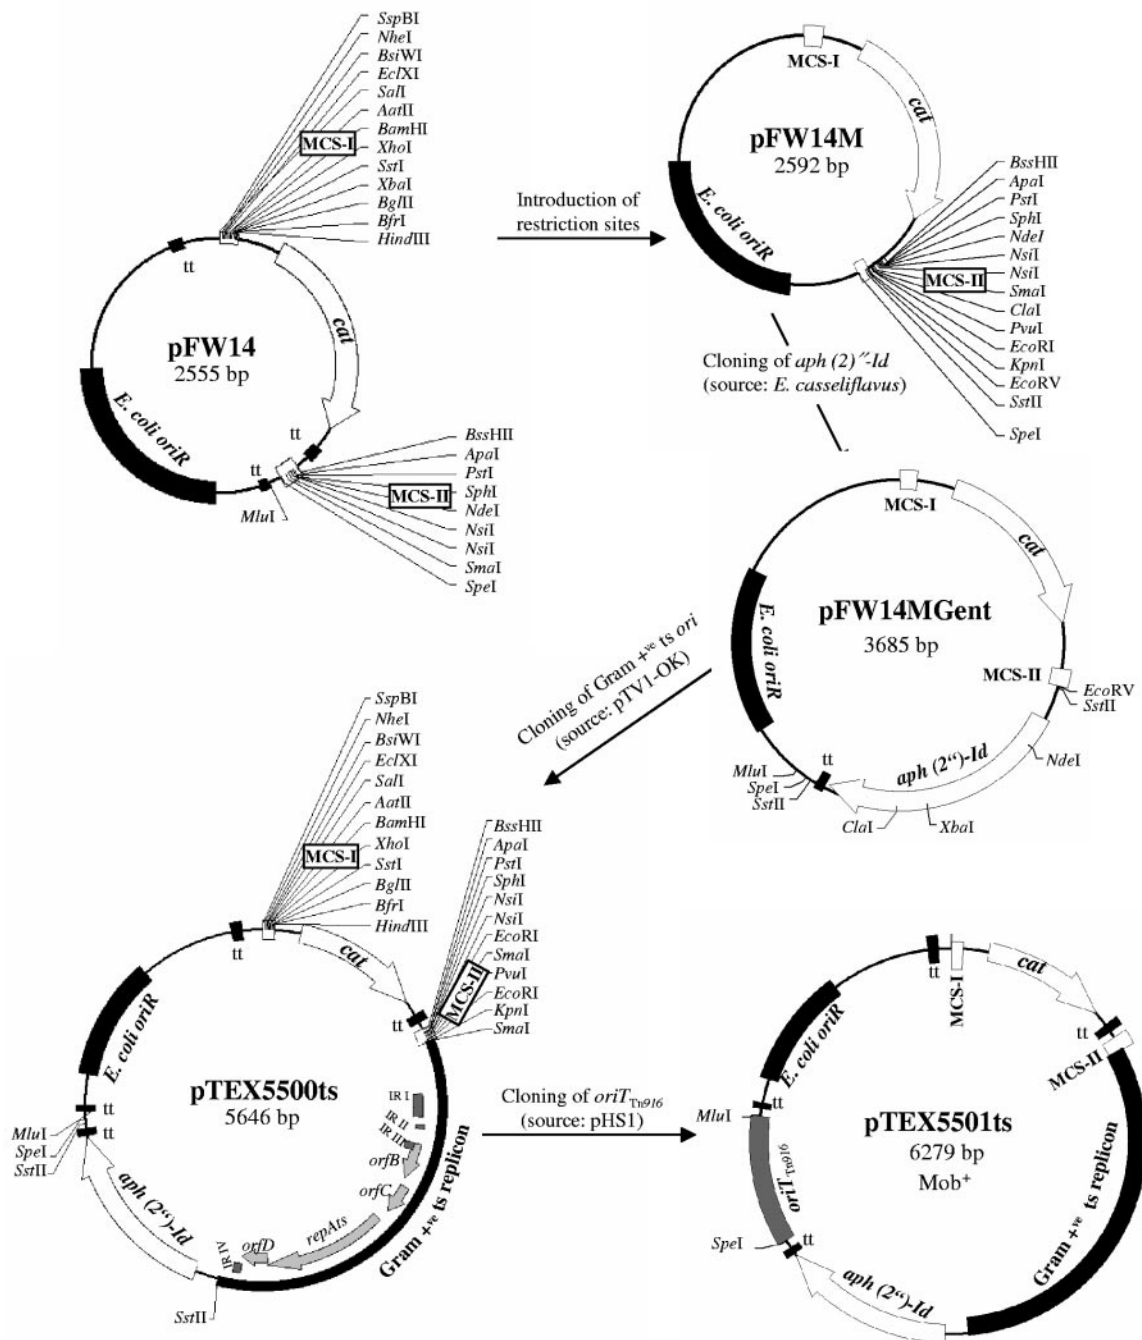 SspBI
NheI
BsiWI
EclXI
SalI
AatII
BamHI
MCS-I
XhoI
SstI
XbaI
BglII
BfrI
HindIII
tt
cat
pFW14
2555 bp
E. coli oriR
tt
tt
MluI
BssHII
ApaI
PstI
SphI
MCS-II
NdeI
NsiI
NsiI
SmaI
SpeI
Introduction of
restriction sites
MCS-I
cat
pFW14M
2592 bp
E. coli oriR
BssHII
ApaI
PstI
SphI
NdeI
NsiI
NsiI
MCS-II
SmaI
ClaI
PvuI
EcoRI
KpnI
EcoRV
SstII
SpeI
Cloning of aph (2)″-Id
(source: E. casseliflavus)
MCS-I
cat
pFW14MGent
3685 bp
E. coli oriR
MCS-II
EcoRV
SstII
NdeI
aph (2“)-Id
XbaI
ClaI
tt
MluI
SpeI
SstII
Cloning of Gram +ve ts ori
(source: pTV1-OK)
SspBI
NheI
BsiWI
EclXI
SalI
AatII
BamHI
XhoI
MCS-I
SstI
BglII
BfrI
HindIII
tt
cat
BssHII
ApaI
PstI
SphI
NsiI
NsiI
EcoRI
SmaI
MCS-II
PvuI
EcoRI
KpnI
SmaI
tt
E. coli oriR
pTEX5500ts
5646 bp
IR I
IR II
IR III
orfB
orfC
repAts
orfD
IR IV
Gram +ve ts replicon
tt
MluI
SpeI
tt
SstII
aph (2“)-Id
SstII
Cloning of oriT Tn916
(source: pHS1)
tt
MCS-I
cat
tt
MCS-II
E. coli oriR
pTEX5501ts
6279 bp
Mob+
tt
MluI
oriT Tn916
SpeI
tt
aph (2“)-Id
Gram +ve ts replicon